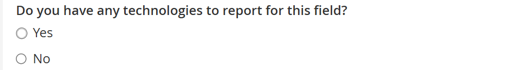 Do you have any technologies to report for this field?
Yes
No